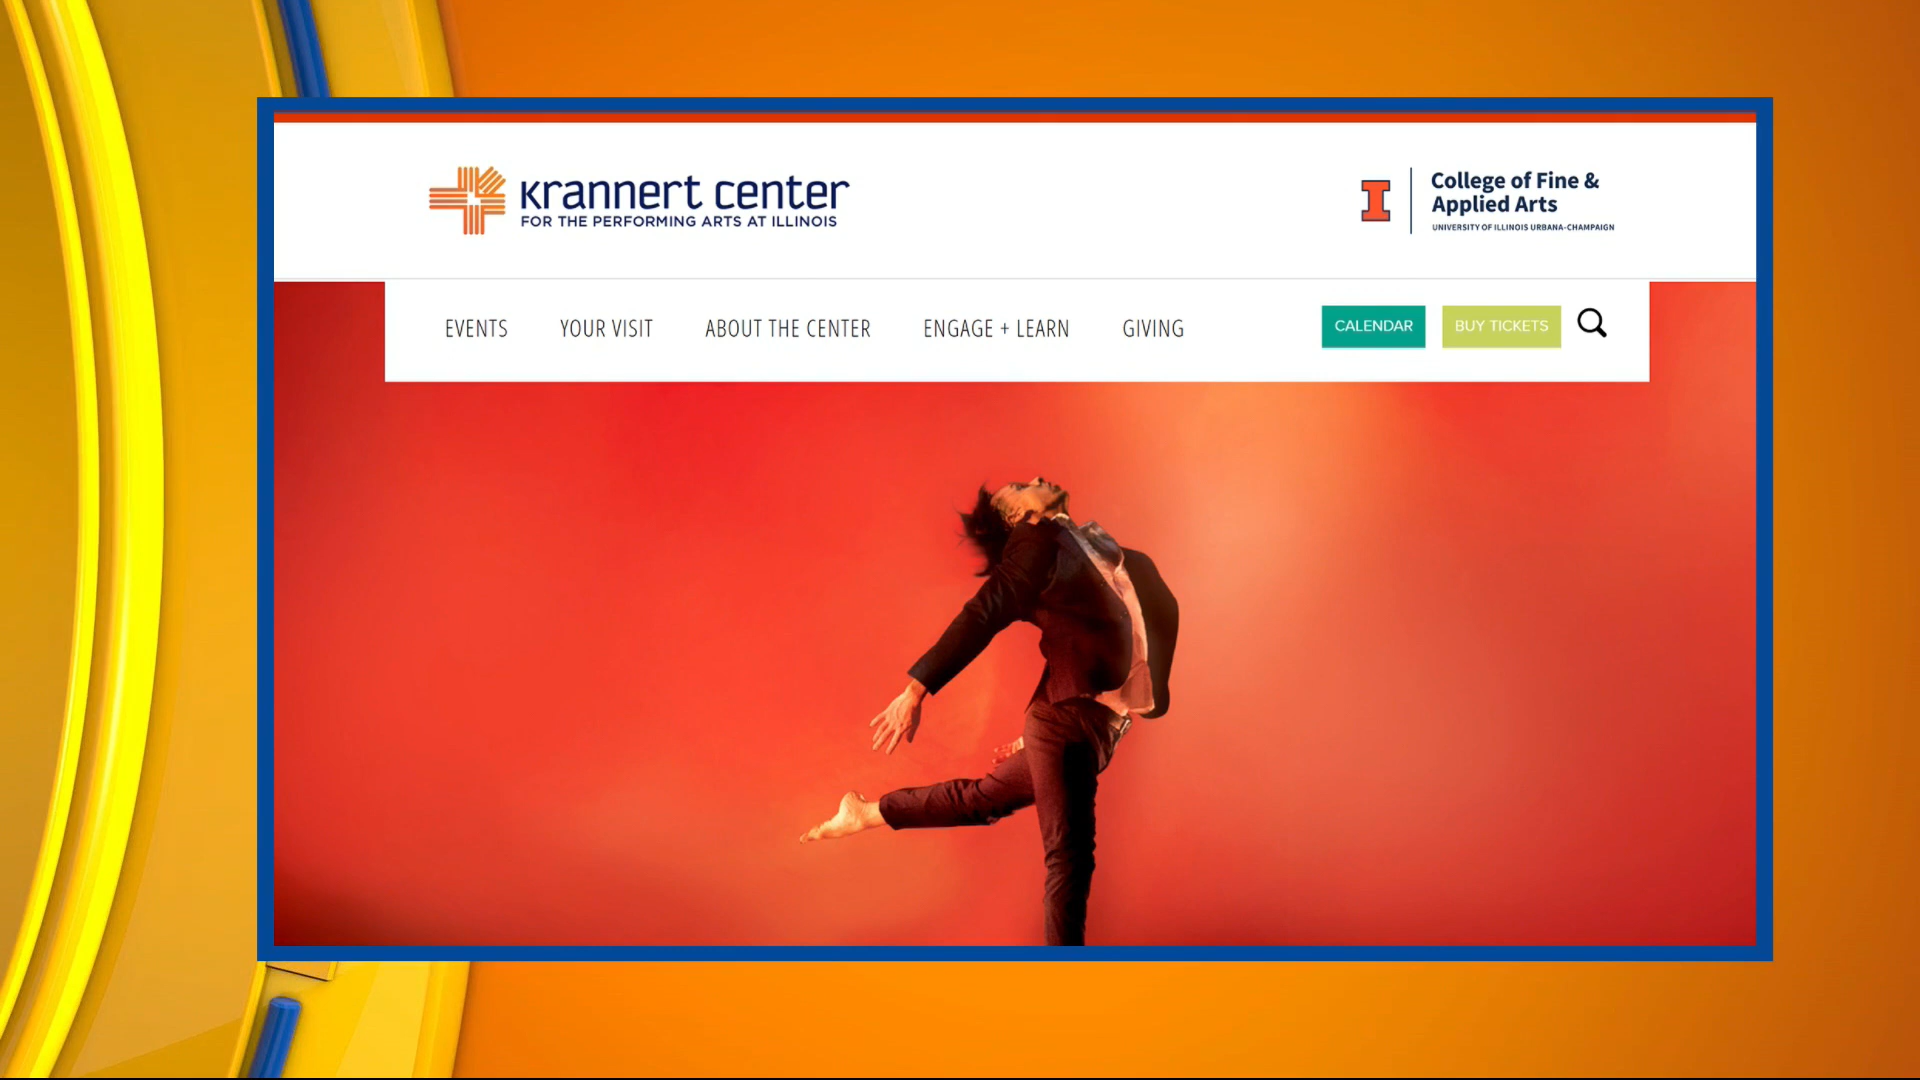 krannert center
FOR THE PERFORMING ARTS AT ILLINOIS
College of Fine &
Applied Arts
UNIVERSITY OF ILLINOIS URBANA-CHAMPAIGN
EVENTS YOUR VISIT ABOUT THE CENTER ENGAGE + LEARN GIVING CALENDAR BUY TICKETS